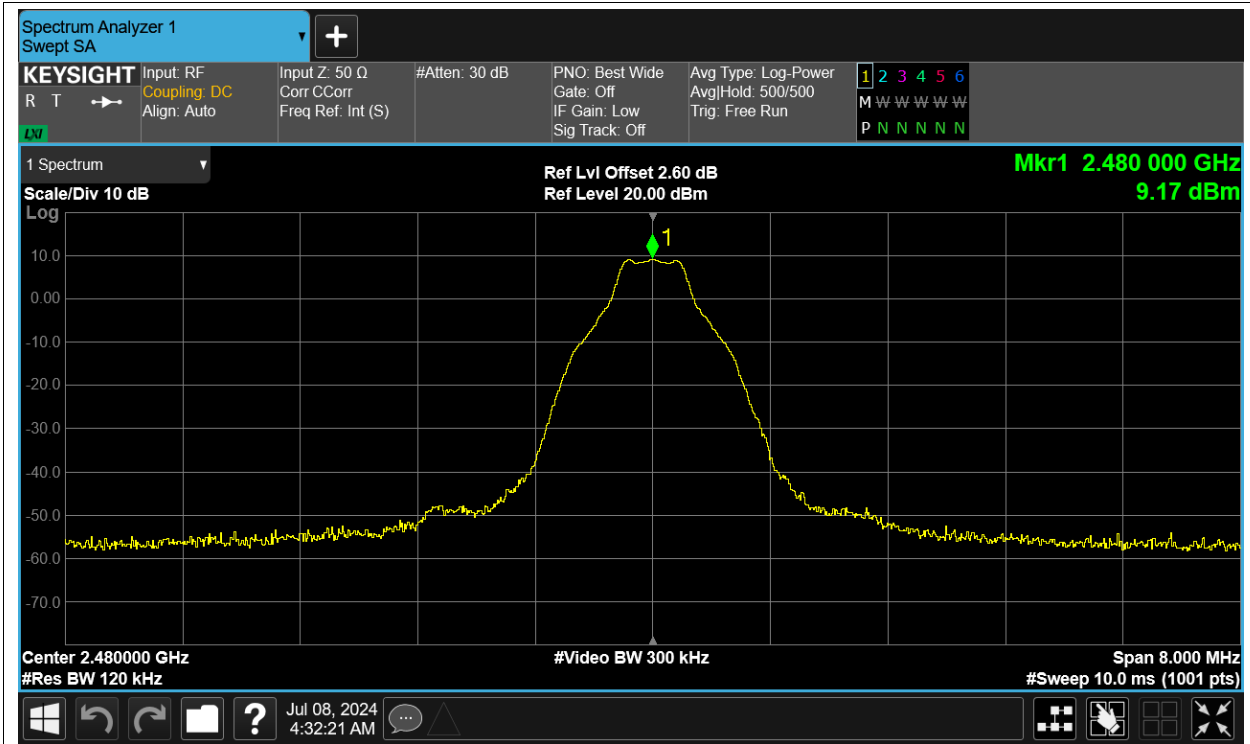 Spectrum Analyzer 1
Swept SA
KEYSIGHT
R T
LXI
Input: RF
Coupling: DC
Align: Auto
Input Z: 50 Ω
Corr CCorr
Freq Ref: Int (S)
#Atten: 30 dB
PNO: Best Wide
Gate: Off
IF Gain: Low
Sig Track: Off
Avg Type: Log-Power
Avg|Hold: 500/500
Trig: Free Run
1 2 3 4 5 6
M W W W W W
P N N N N N
1 Spectrum
Scale/Div 10 dB
Log
Ref Lvl Offset 2.60 dB
Ref Level 20.00 dBm
Mkr1 2.480 000 GHz
9.17 dBm
1
10.0
0.00
-10.0
-20.0
-30.0
-40.0
-50.0
-60.0
-70.0
Center 2.480000 GHz
#Video BW 300 kHz
Span 8.000 MHz
#Res BW 120 kHz
#Sweep 10.0 ms (1001 pts)
?
Jul 08, 2024
4:32:21 AM